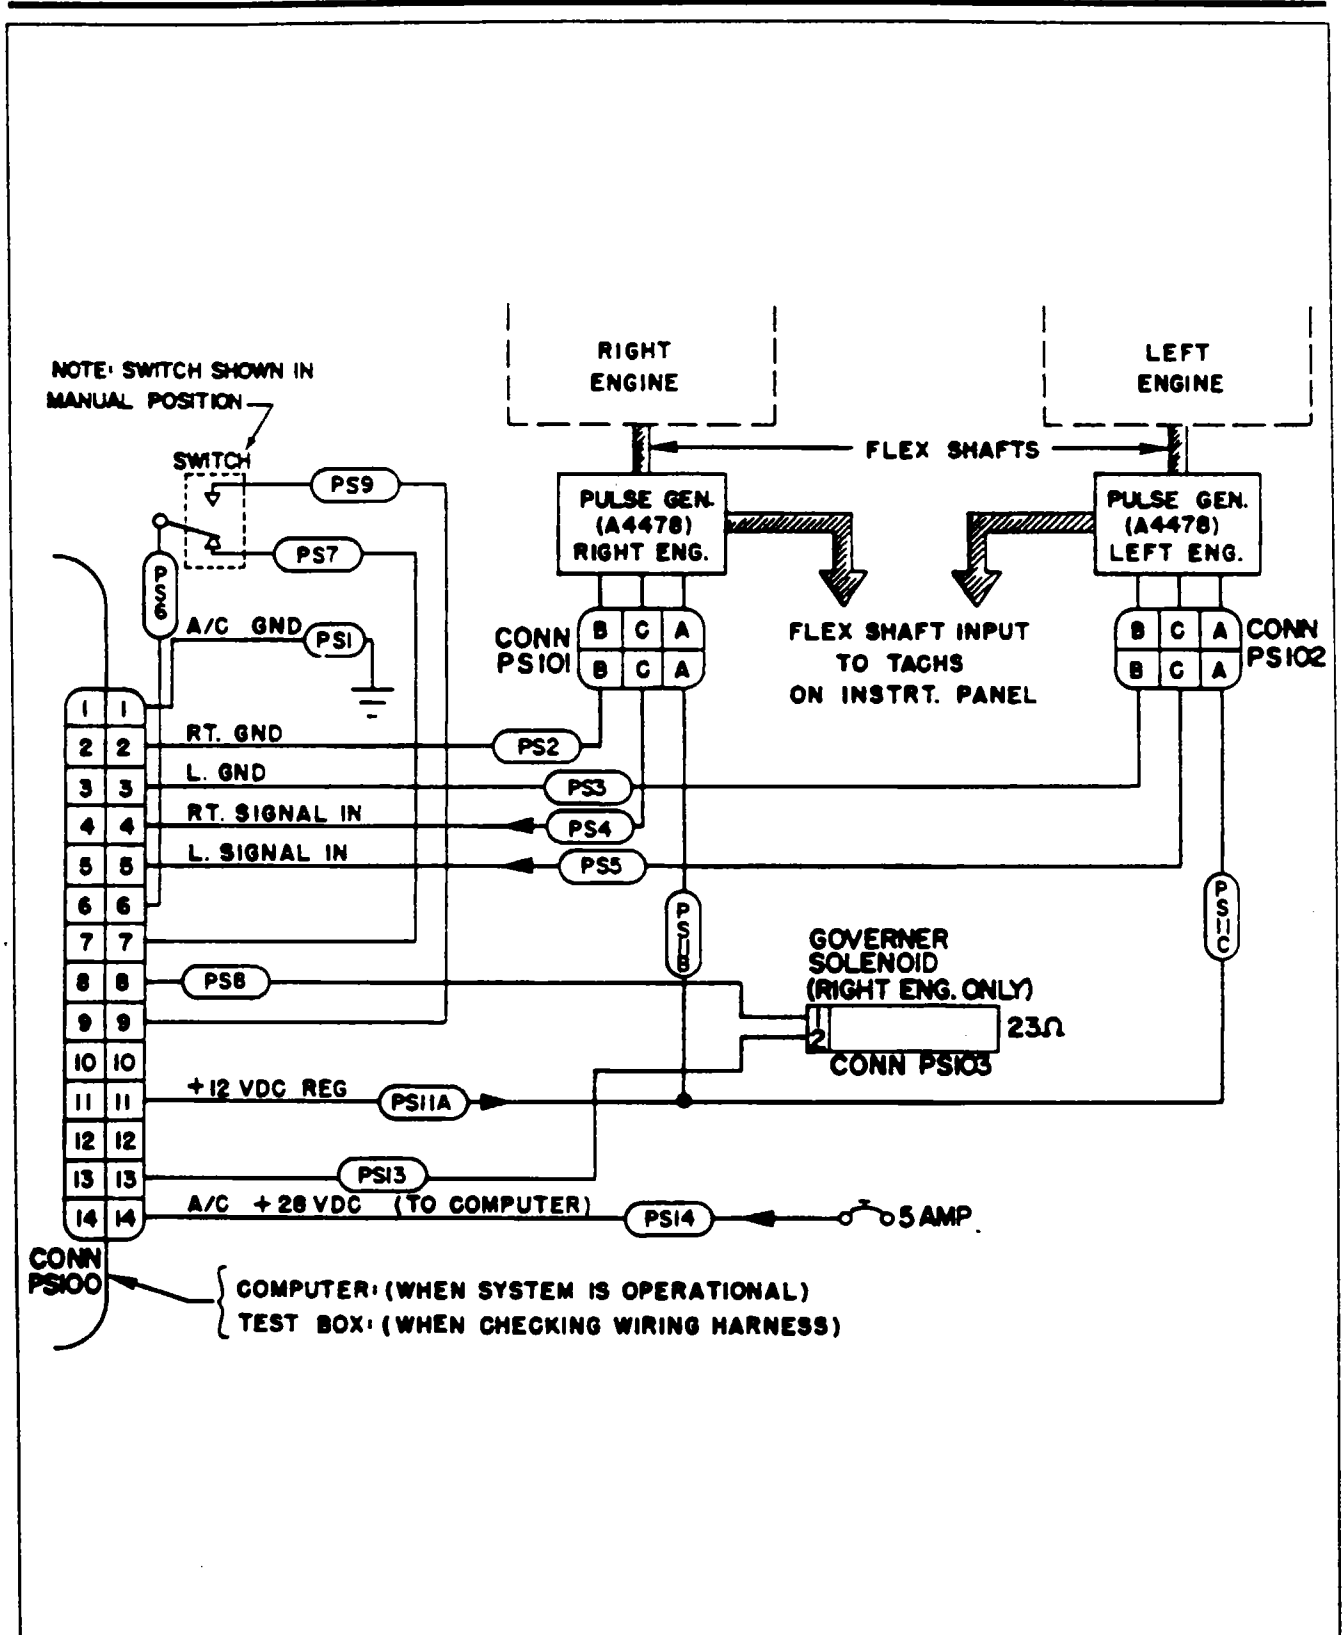 RIGHT
ENGINE
LEFT
ENGINE
NOTE: SWITCH SHOWN IN
MANUAL POSITION
FLEX SHAFTS
SWITCH
PS9
PS7
PS6
PULSE GEN.
(A4478)
RIGHT ENG.
PULSE GEN.
(A4478)
LEFT ENG.
A/C GND
PS1
CONN
PS101
B C A
B C A
FLEX SHAFT INPUT
TO TACHS
ON INSTRT. PANEL
B C A
B C A
CONN
PS102
1 1
2 2 RT. GND PS2
3 3 L. GND PS3
4 4 RT. SIGNAL IN PS4
5 5 L. SIGNAL IN PS5
6 6
7 7
PS11B
PS11C
GOVERNER
SOLENOID
(RIGHT ENG. ONLY)
8 8 PS8
1
2
23Ω
CONN PS103
9 9
10 10
11 11 +12 VDC REG PS11A
12 12
13 13 PS13
14 14 A/C +28 VDC (TO COMPUTER) PS14 5 AMP.
CONN
PS100
COMPUTER: (WHEN SYSTEM IS OPERATIONAL)
TEST BOX: (WHEN CHECKING WIRING HARNESS)